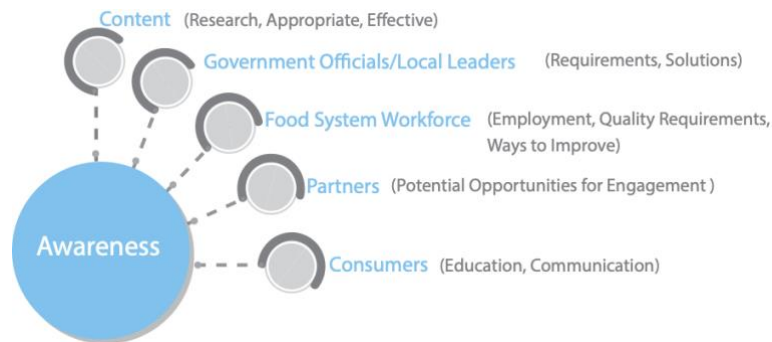 Content (Research, Appropriate, Effective)
Government Officials/Local Leaders (Requirements, Solutions)
Food System Workforce (Employment, Quality Requirements,
Ways to Improve)
Partners (Potential Opportunities for Engagement )
Awareness
Consumers (Education, Communication)